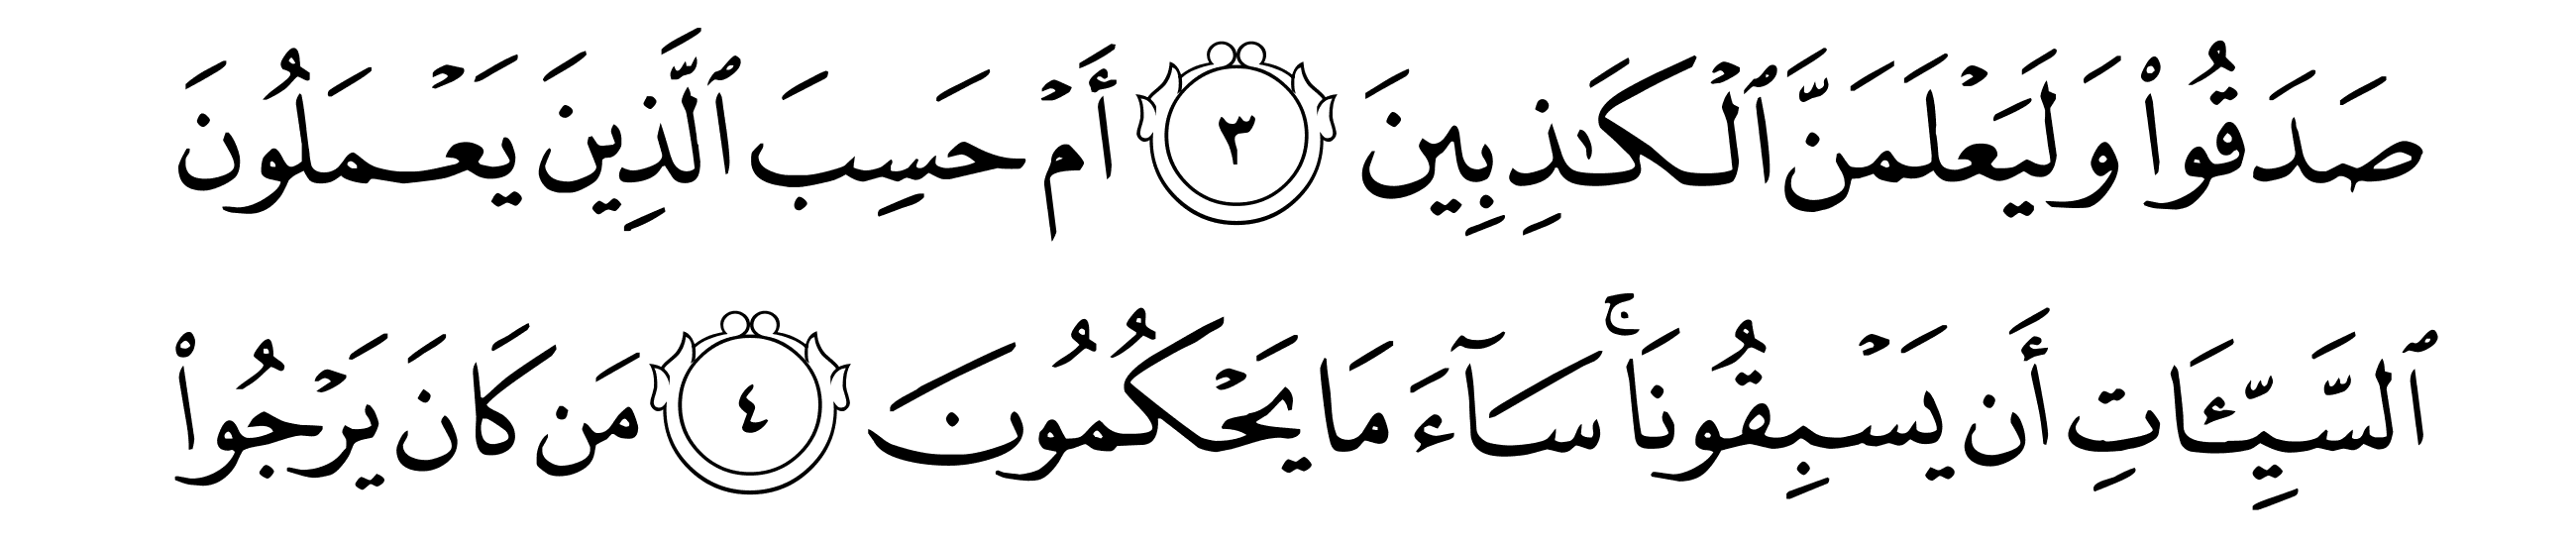 صَدَقُوا۟ وَلَيَعْلَمَنَّ ٱلْكَـٰذِبِينَ ٣ أَمْ حَسِبَ ٱلَّذِينَ يَعْمَلُونَ
ٱلسَّيِّـَٔاتِ أَن يَسْبِقُونَا ۚ سَآءَ مَا يَحْكُمُونَ ٤ مَن كَانَ يَرْجُوا۟